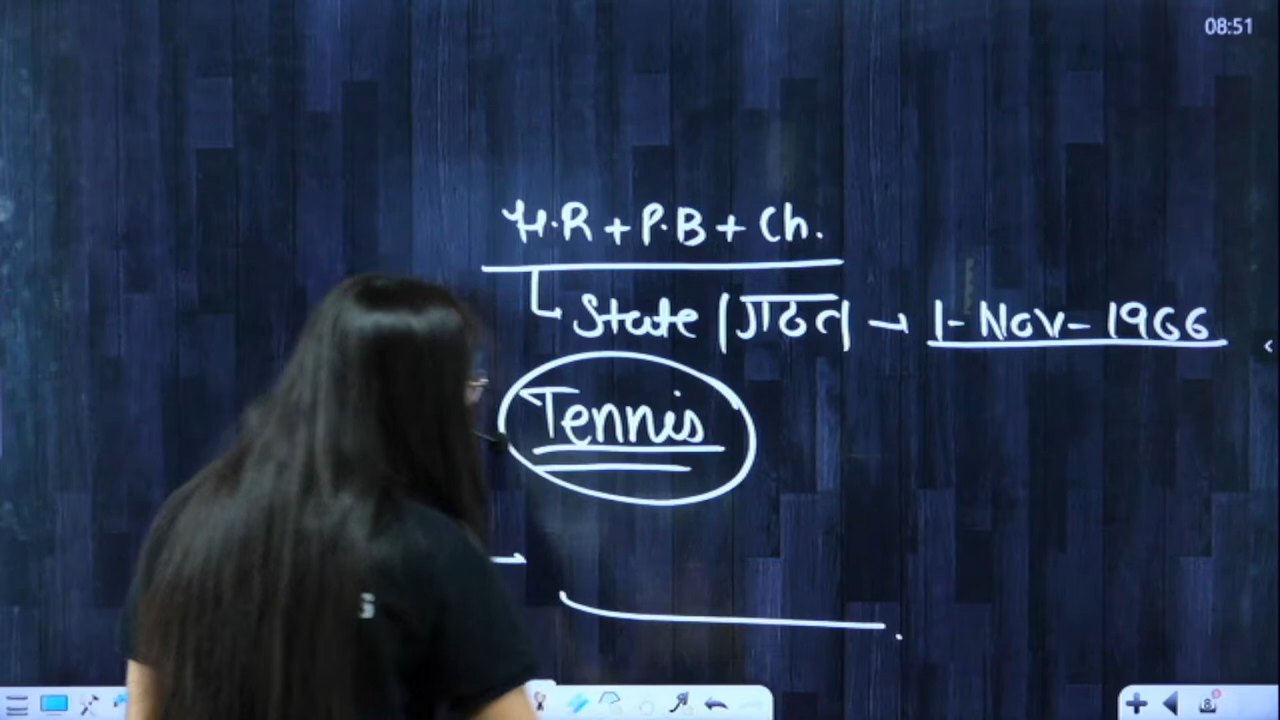 08:51
H.R + P.B + Ch.
State |गठन| → 1-Nov-1966
Tennis